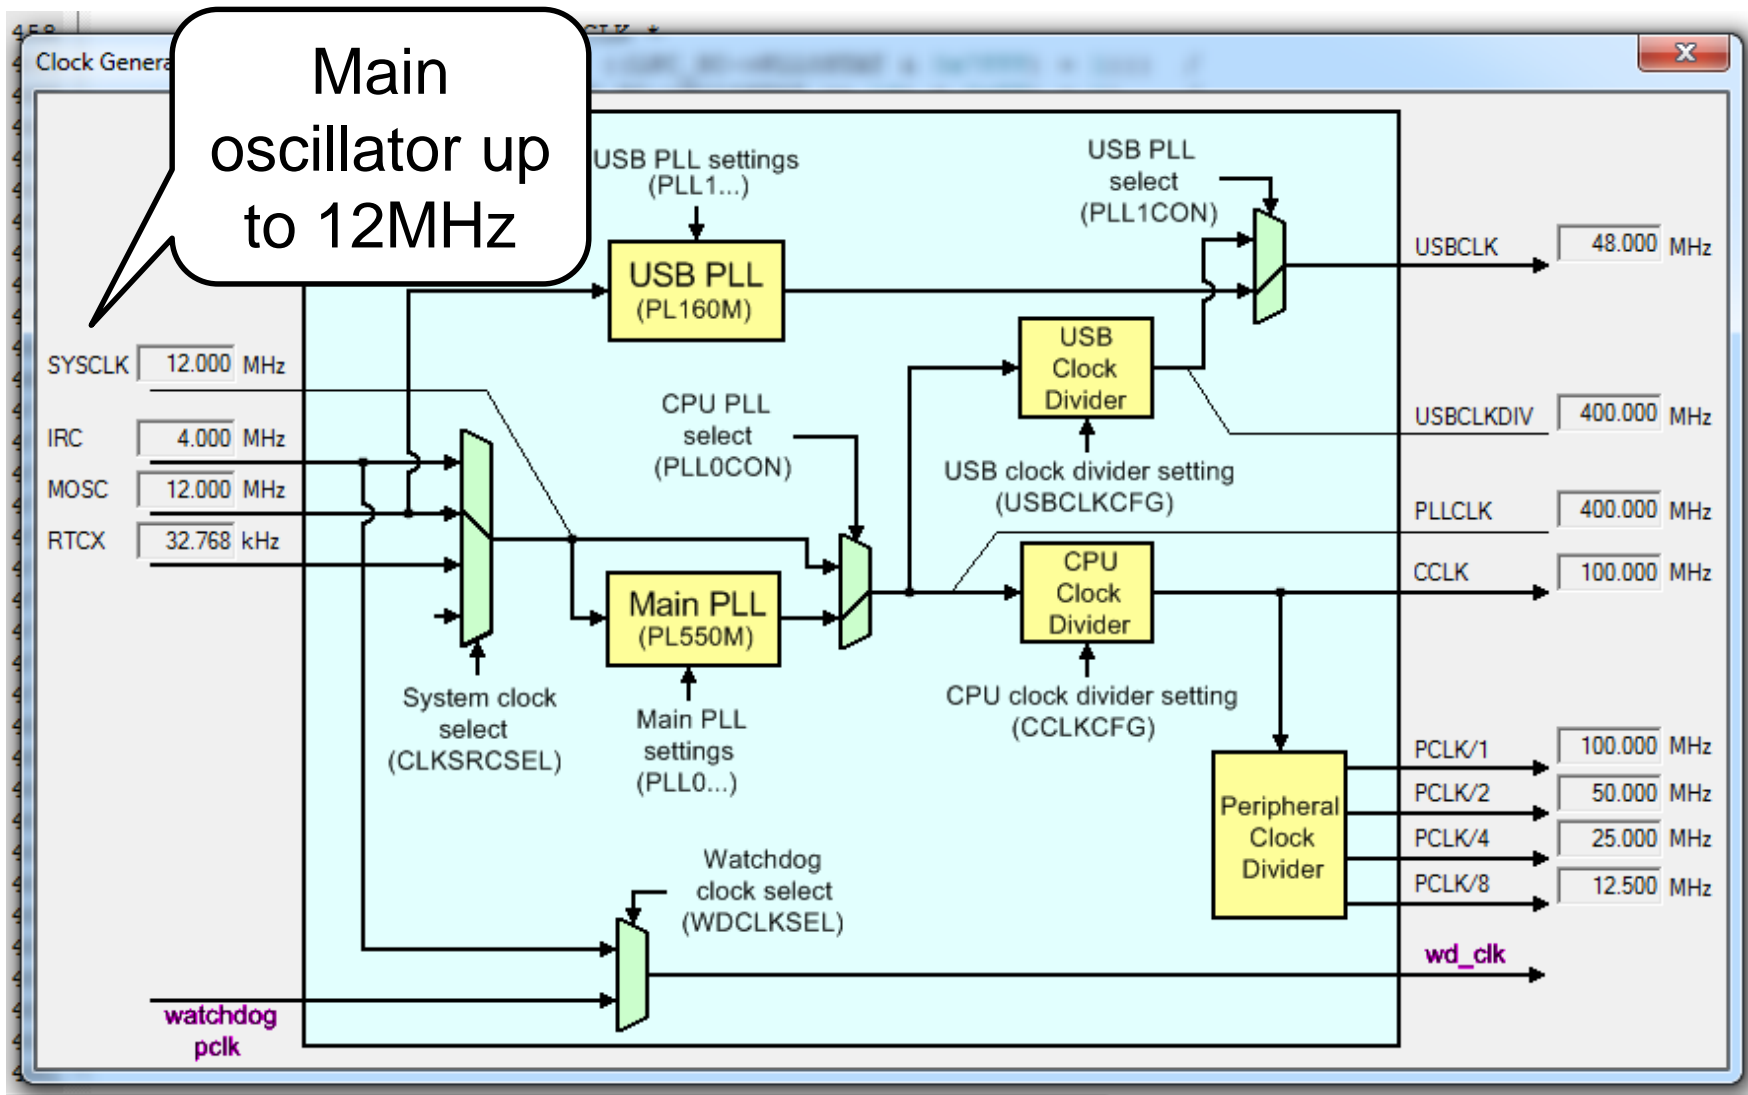 458
CLK *
Clock Genera
Main
oscillator up
to 12MHz
USB PLL settings
(PLL1...)
USB PLL
select
(PLL1CON)
USB PLL
(PL160M)
USBCLK 48.000 MHz
USB
Clock
Divider
SYSCLK 12.000 MHz
CPU PLL
select
(PLL0CON)
USBCLKDIV 400.000 MHz
IRC 4.000 MHz
USB clock divider setting
(USBCLKCFG)
MOSC 12.000 MHz
PLLCLK 400.000 MHz
RTCX 32.768 kHz
CPU
Clock
Divider
CCLK 100.000 MHz
Main PLL
(PL550M)
System clock
select
(CLKSRCSEL)
Main PLL
settings
(PLL0...)
CPU clock divider setting
(CCLKCFG)
Peripheral
Clock
Divider
PCLK/1 100.000 MHz
PCLK/2 50.000 MHz
PCLK/4 25.000 MHz
PCLK/8 12.500 MHz
Watchdog
clock select
(WDCLKSEL)
wd_clk
watchdog
pclk